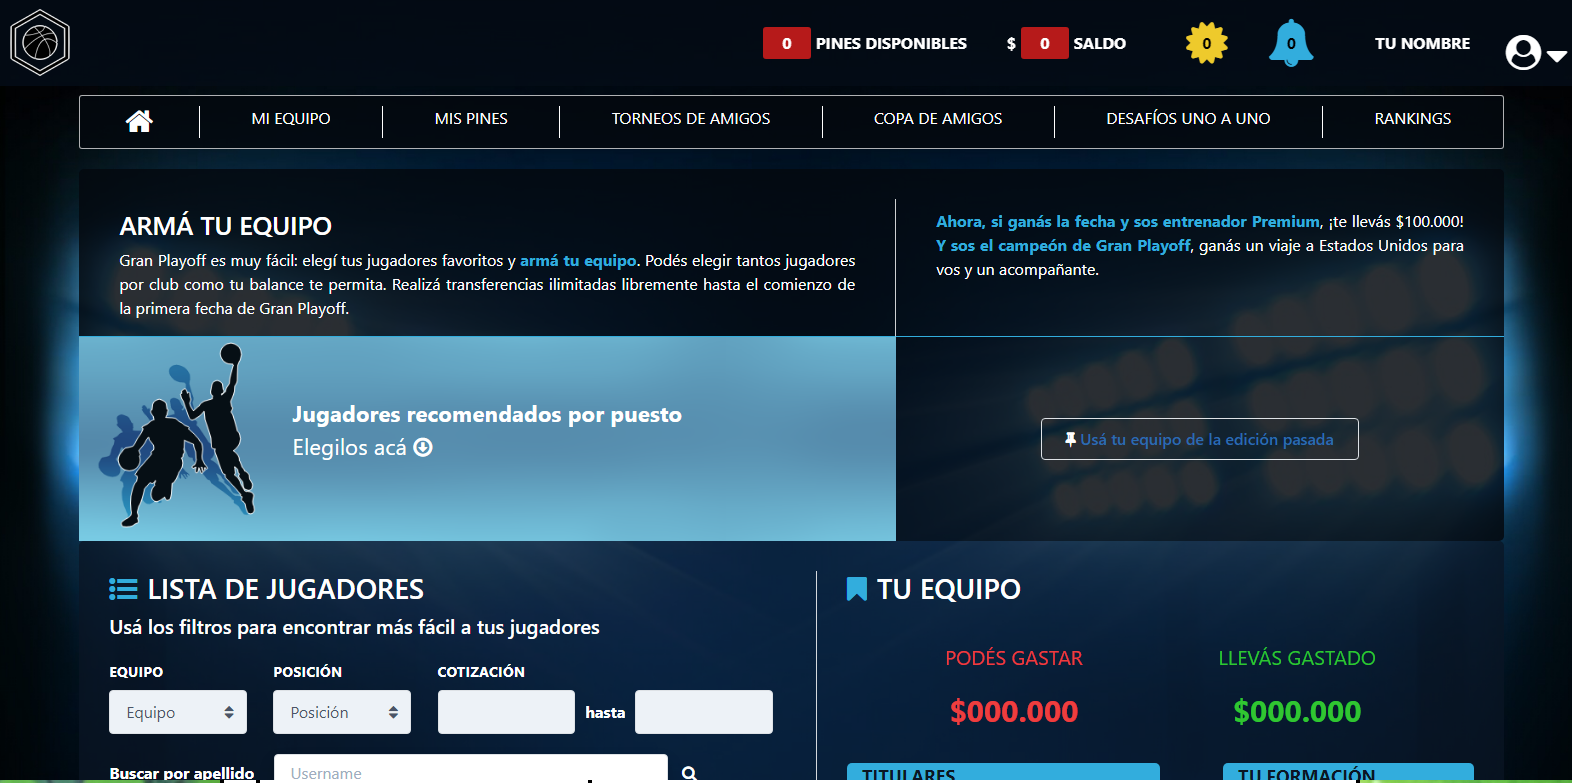 0 PINES DISPONIBLES $ 0 SALDO 0 0 TU NOMBRE
MI EQUIPO MIS PINES TORNEOS DE AMIGOS COPA DE AMIGOS DESAFÍOS UNO A UNO RANKINGS
ARMÁ TU EQUIPO
Gran Playoff es muy fácil: elegí tus jugadores favoritos y armá tu equipo. Podés elegir tantos jugadores
por club como tu balance te permita. Realizá transferencias ilimitadas libremente hasta el comienzo de
la primera fecha de Gran Playoff.
Ahora, si ganás la fecha y sos entrenador Premium, ¡te llevás $100.000!
Y sos el campeón de Gran Playoff, ganás un viaje a Estados Unidos para
vos y un acompañante.
Jugadores recomendados por puesto
Elegilos acá
Usá tu equipo de la edición pasada
LISTA DE JUGADORES
Usá los filtros para encontrar más fácil a tus jugadores
EQUIPO POSICIÓN COTIZACIÓN
Equipo Posición hasta
Buscar por apellido Username
TU EQUIPO
PODÉS GASTAR LLEVÁS GASTADO
$000.000 $000.000
TITULARES TU FORMACIÓN